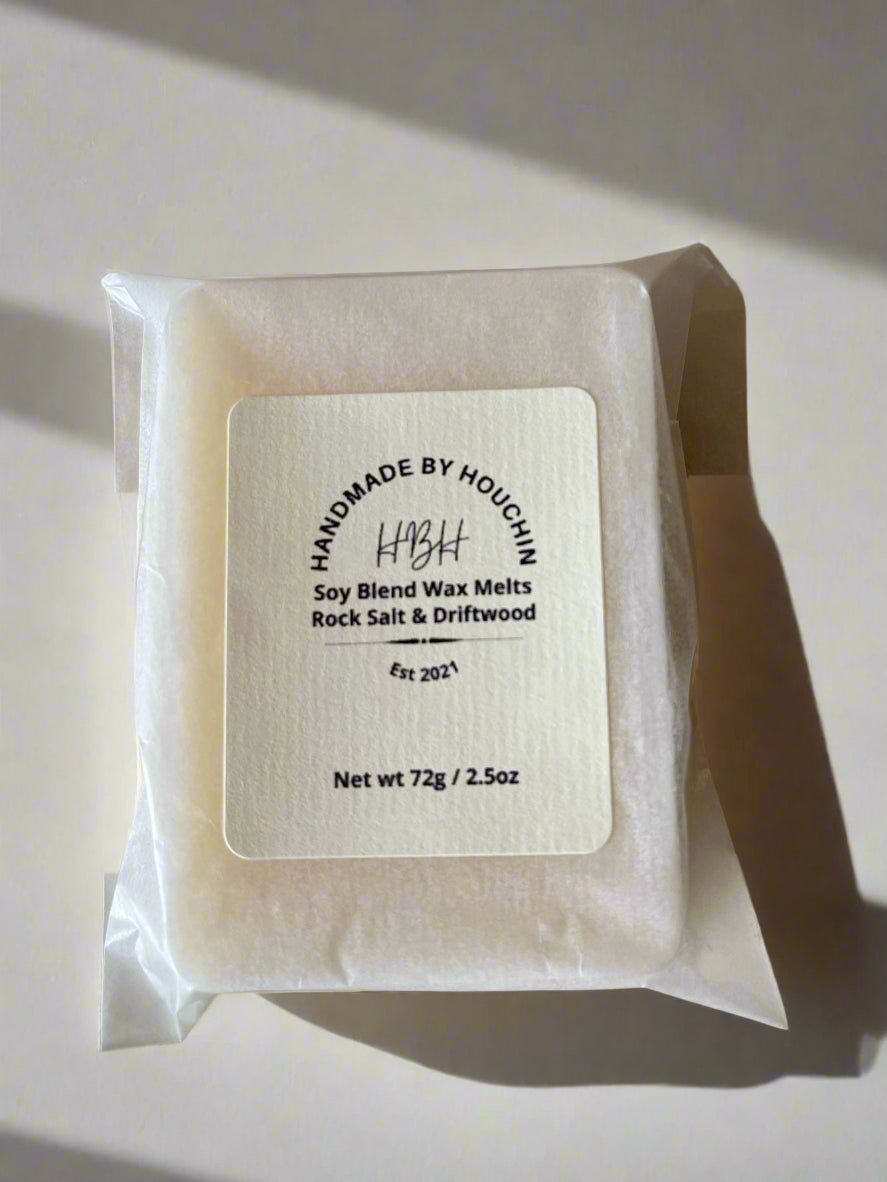 HANDMADE BY HOUCHIN
HBH
Soy Blend Wax Melts
Rock Salt & Driftwood
Est 2021
Net wt 72g / 2.5oz